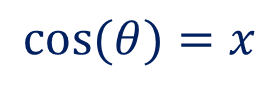 cos(θ) = x